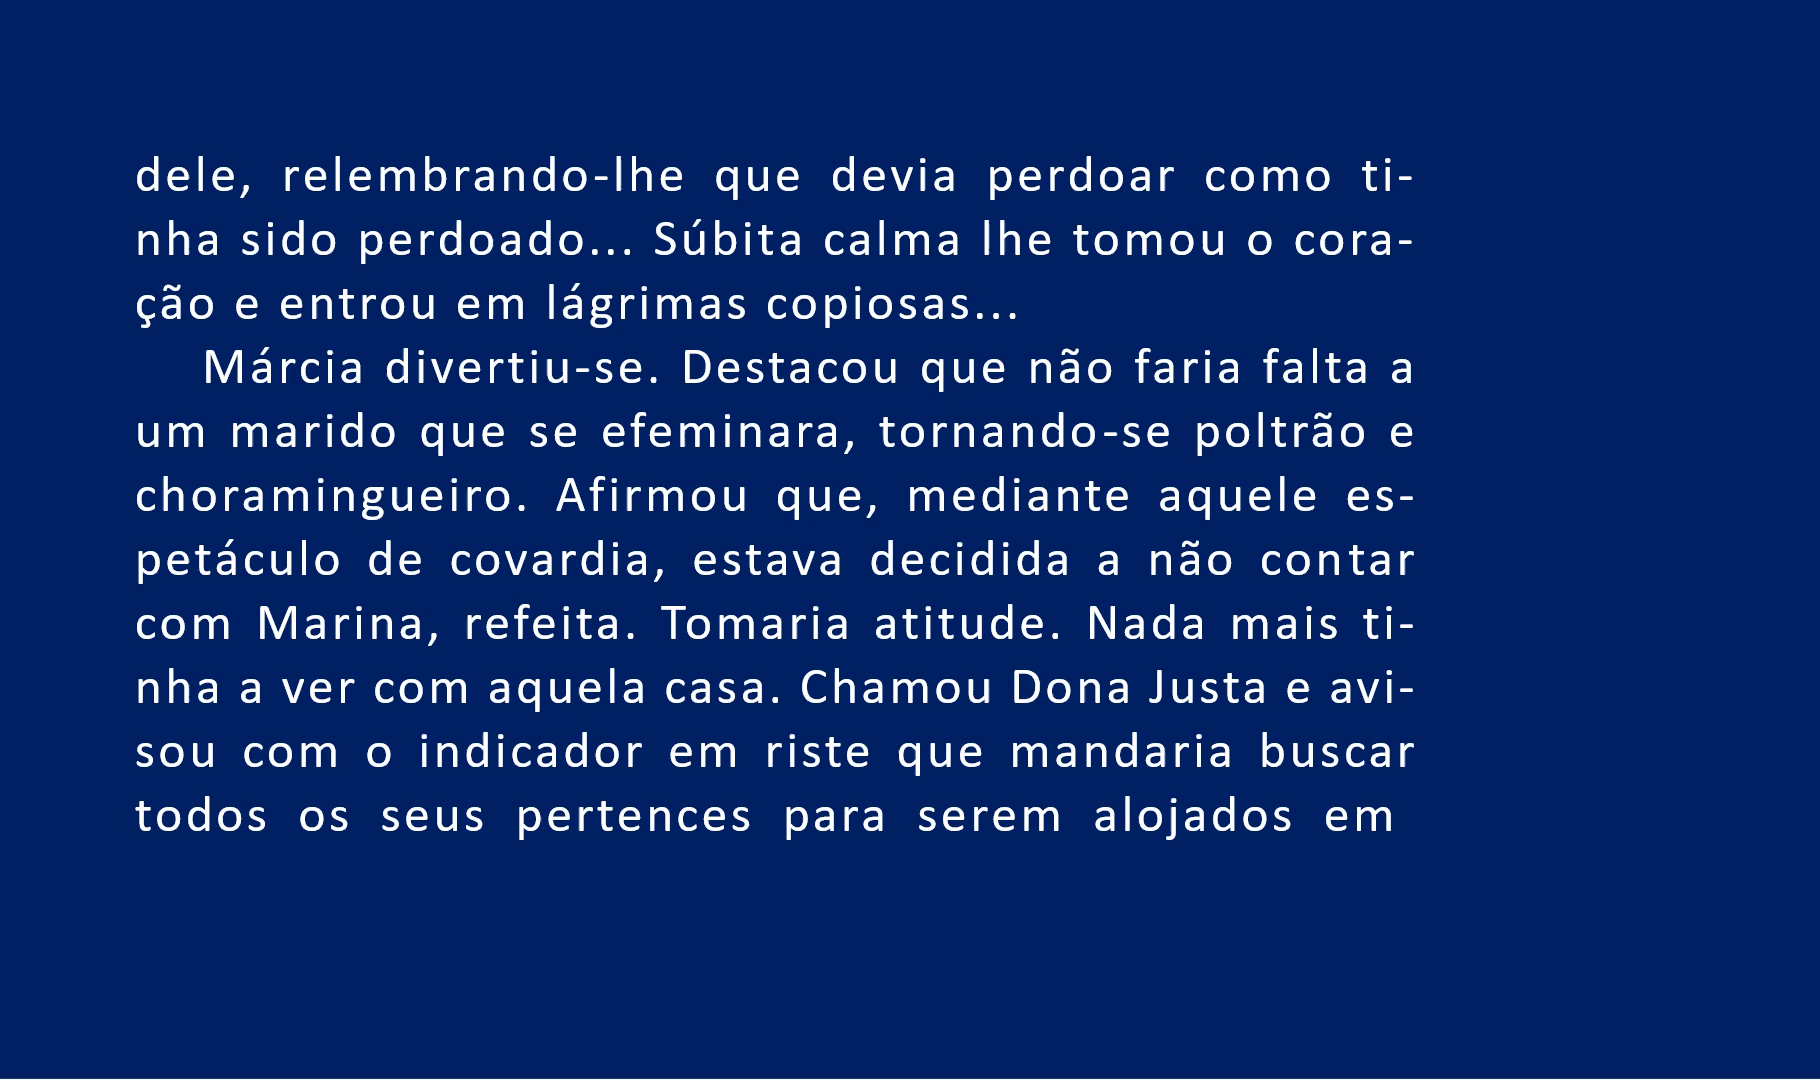 dele, relembrando-lhe que devia perdoar como ti-
nha sido perdoado... Súbita calma lhe tomou o cora-
ção e entrou em lágrimas copiosas...
Márcia divertiu-se. Destacou que não faria falta a
um marido que se efeminara, tornando-se poltrão e
choramingueiro. Afirmou que, mediante aquele es-
petáculo de covardia, estava decidida a não contar
com Marina, refeita. Tomaria atitude. Nada mais ti-
nha a ver com aquela casa. Chamou Dona Justa e avi-
sou com o indicador em riste que mandaria buscar
todos os seus pertences para serem alojados em